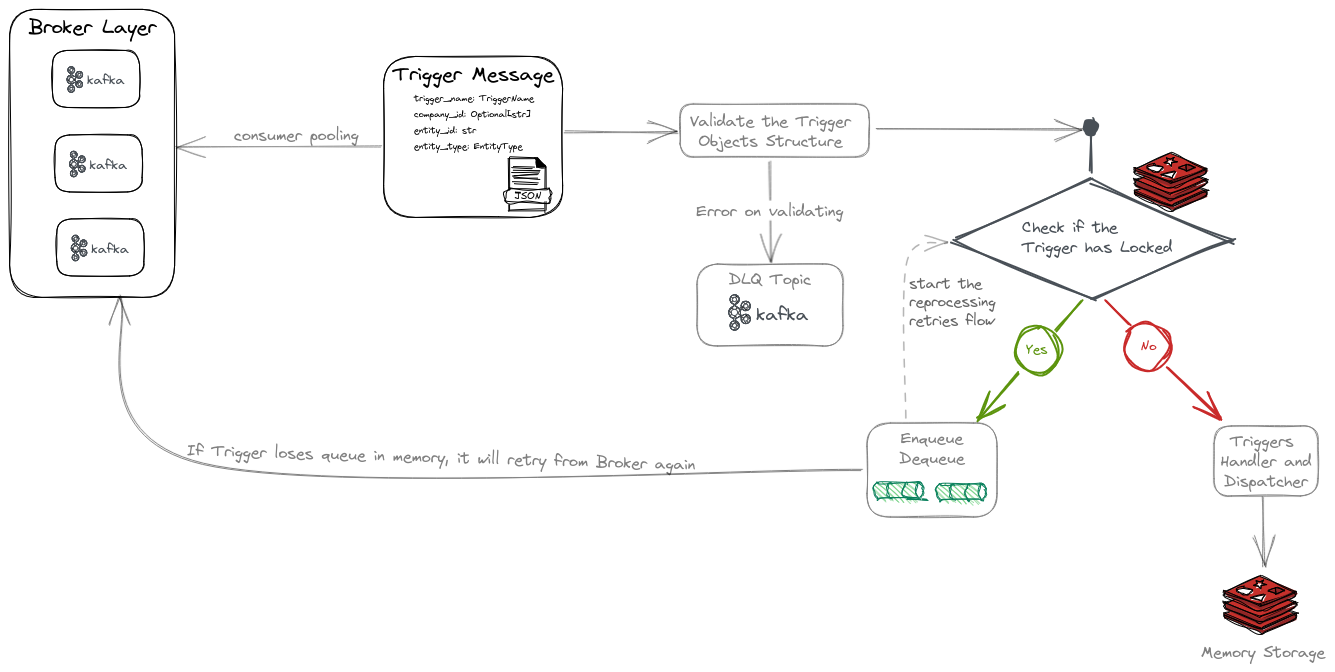 Broker Layer
kafka
kafka
kafka
consumer pooling
Trigger Message
trigger_name: TriggerName
company_id: Optional[str]
entity_id: str
entity_type: EntityType
JSON
Validate the Trigger
Objects Structure
Error on validating
DLQ Topic
kafka
Check if the
Trigger has Locked
start the
reprocessing
retries flow
Yes
No
Enqueue
Dequeue
If Trigger loses queue in memory, it will retry from Broker again
Triggers
Handler and
Dispatcher
Memory Storage